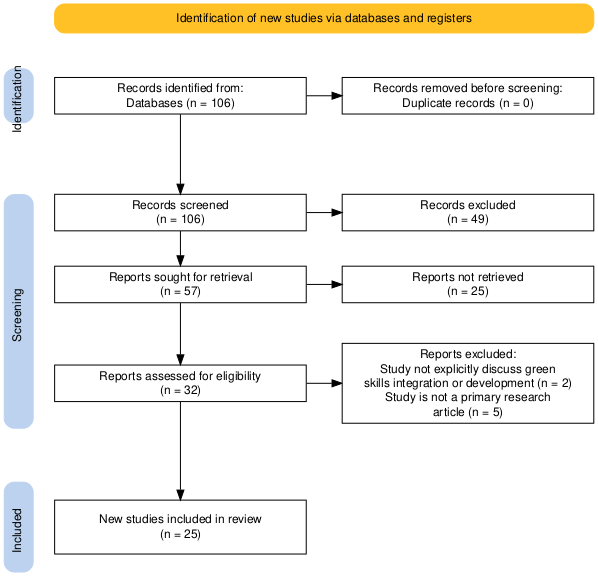 Identification of new studies via databases and registers
Identification
Records identified from:
Databases (n = 106)
Records removed before screening:
Duplicate records (n = 0)
Screening
Records screened
(n = 106)
Records excluded
(n = 49)
Reports sought for retrieval
(n = 57)
Reports not retrieved
(n = 25)
Reports assessed for eligibility
(n = 32)
Reports excluded:
Study not explicitly discuss green
skills integration or development (n = 2)
Study is not a primary research
article (n = 5)
Included
New studies included in review
(n = 25)